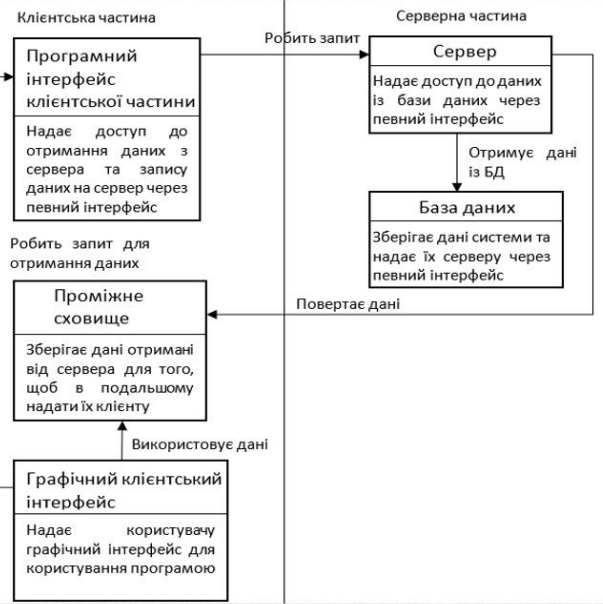 Клієнтська частина
Програмний
інтерфейс
клієнтської частини
Надає доступ до
отримання даних з
сервера та запису
даних на сервер через
певний інтерфейс
Робить запит для
отримання даних
Проміжне
сховище
Зберігає дані отримані
від сервера для того,
щоб в подальшому
надати їх клієнту
Використовує дані
Графічний клієнтський
інтерфейс
Надає користувачу
графічний інтерфейс для
користування програмою
Робить запит
Серверна частина
Сервер
Надає доступ до даних
із бази даних через
певний інтерфейс
Отримує дані
із БД
База даних
Зберігає дані системи та
надає їх серверу через
певний інтерфейс
Повертає дані